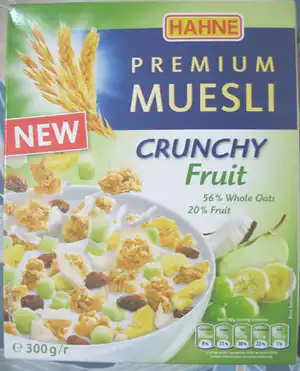 HAHNE
PREMIUM
MUESLI
NEW
CRUNCHY
Fruit
56% Whole Oats
20% Fruit
e 300g/r